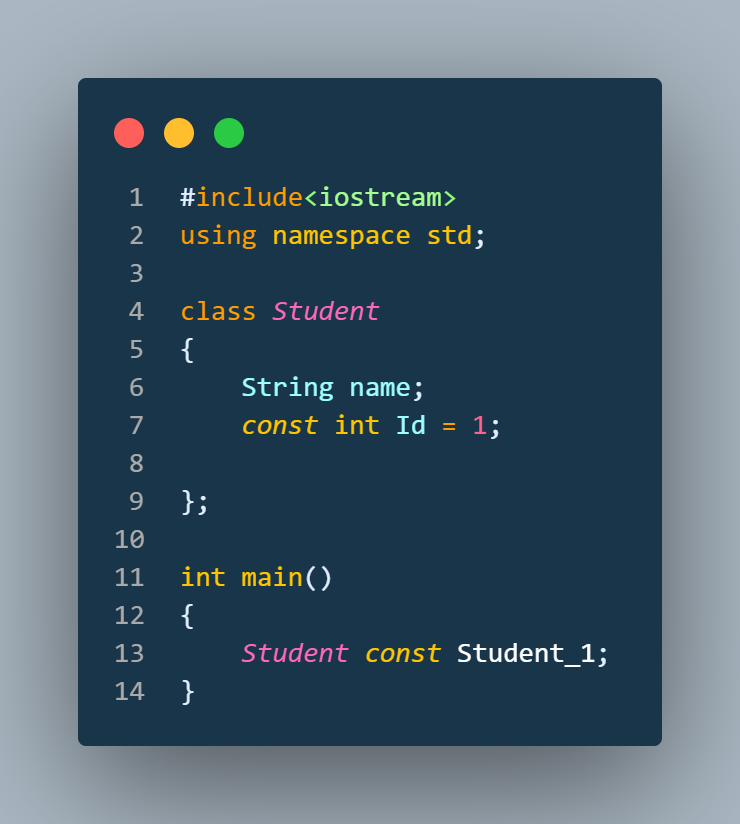 1 #include<iostream>
2 using namespace std;
3
4 class Student
5 {
6     String name;
7     const int Id = 1;
8
9 };
10
11 int main()
12 {
13     Student const Student_1;
14 }